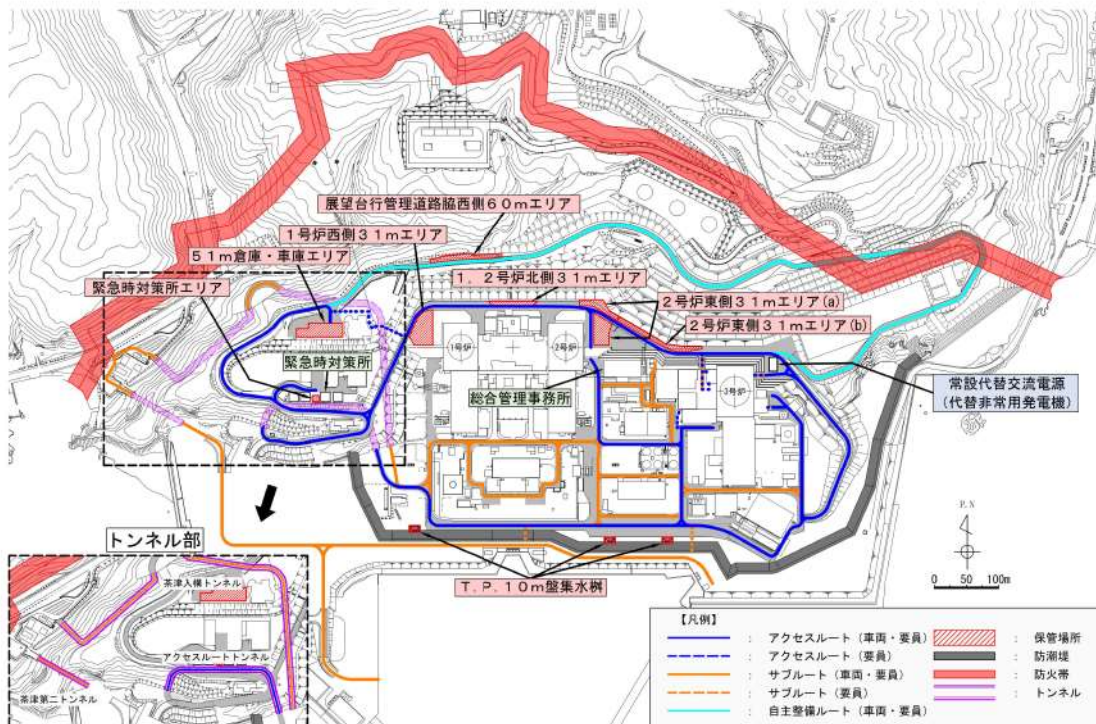 展望台行管理道路脇西側60mエリア
1号炉西側31mエリア
51m倉庫・車庫エリア
緊急時対策所エリア
1，2号炉北側31mエリア
2号炉東側31mエリア(a)
2号炉東側31mエリア(b)
1号炉
2号炉
3号炉
緊急時対策所
総合管理事務所
常設代替交流電源
(代替非常用発電機)
P.N
0 50 100m
トンネル部
茶津入構トンネル
アクセスルートトンネル
茶津第二トンネル
T.P.10m盤集水桝
【凡例】
： アクセスルート（車両・要員）
： アクセスルート（要員）
： サブルート（車両・要員）
： サブルート（要員）
： 自主整備ルート（車両・要員）
： 保管場所
： 防潮堤
： 防火帯
： トンネル